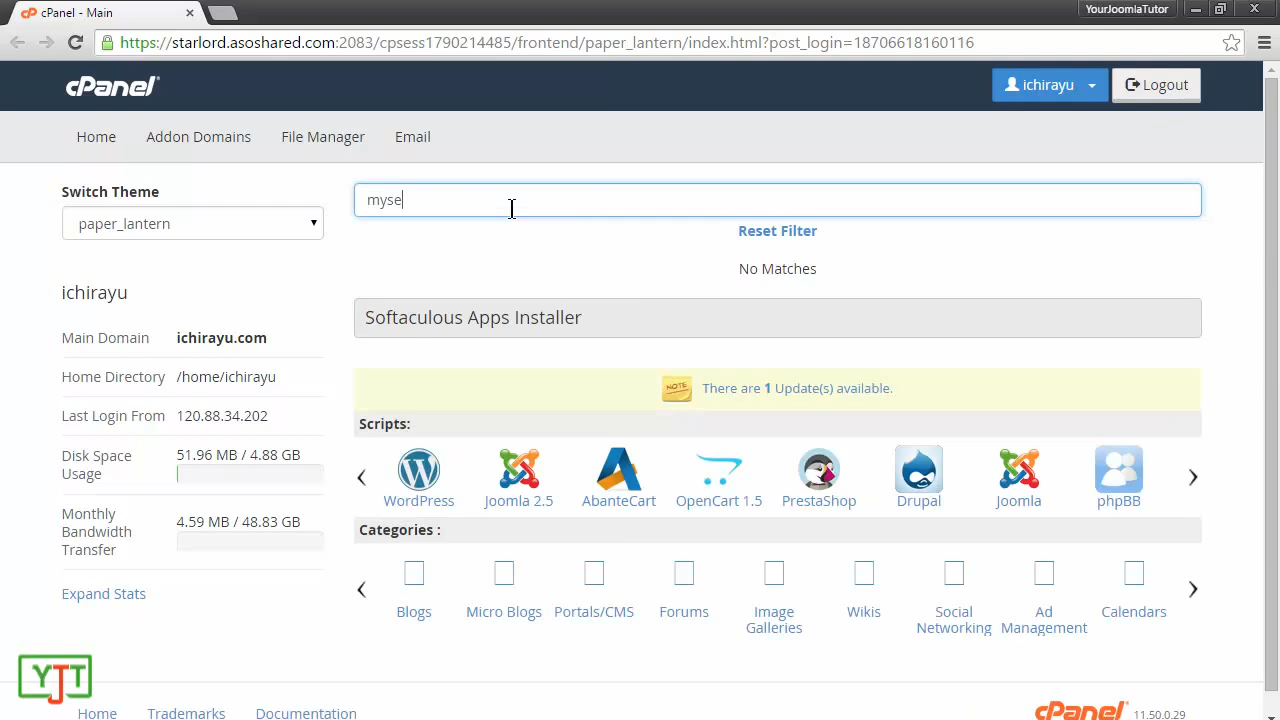 cPanel - Main
YourJoomlaTutor
https://starlord.asoshared.com:2083/cpsess1790214485/frontend/paper_lantern/index.html?post_login=18706618160116
cPanel®
ichirayu
Logout
Home
Addon Domains
File Manager
Email
Switch Theme
paper_lantern
ichirayu
Main Domain
ichirayu.com
Home Directory
/home/ichirayu
Last Login From
120.88.34.202
Disk Space
Usage
51.96 MB / 4.88 GB
Monthly
Bandwidth
Transfer
4.59 MB / 48.83 GB
Expand Stats
myse
Reset Filter
No Matches
Softaculous Apps Installer
NOTE
There are 1 Update(s) available.
Scripts:
WordPress
Joomla 2.5
AbanteCart
OpenCart 1.5
PrestaShop
Drupal
Joomla
phpBB
Categories :
Blogs
Micro Blogs
Portals/CMS
Forums
Image
Galleries
Wikis
Social
Networking
Ad
Management
Calendars
YJT
Home
Trademarks
Documentation
cPanel
11.50.0.29